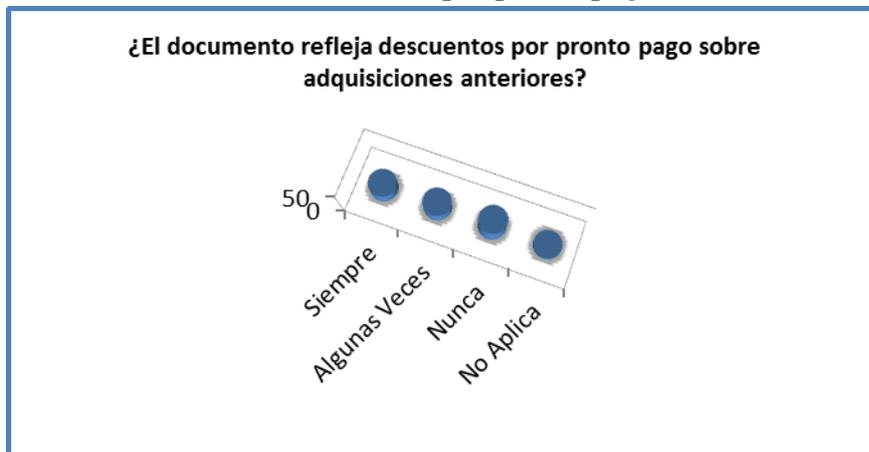 ¿El documento refleja descuentos por pronto pago sobre
adquisiciones anteriores?
50
0
Siempre
Algunas Veces
Nunca
No Aplica